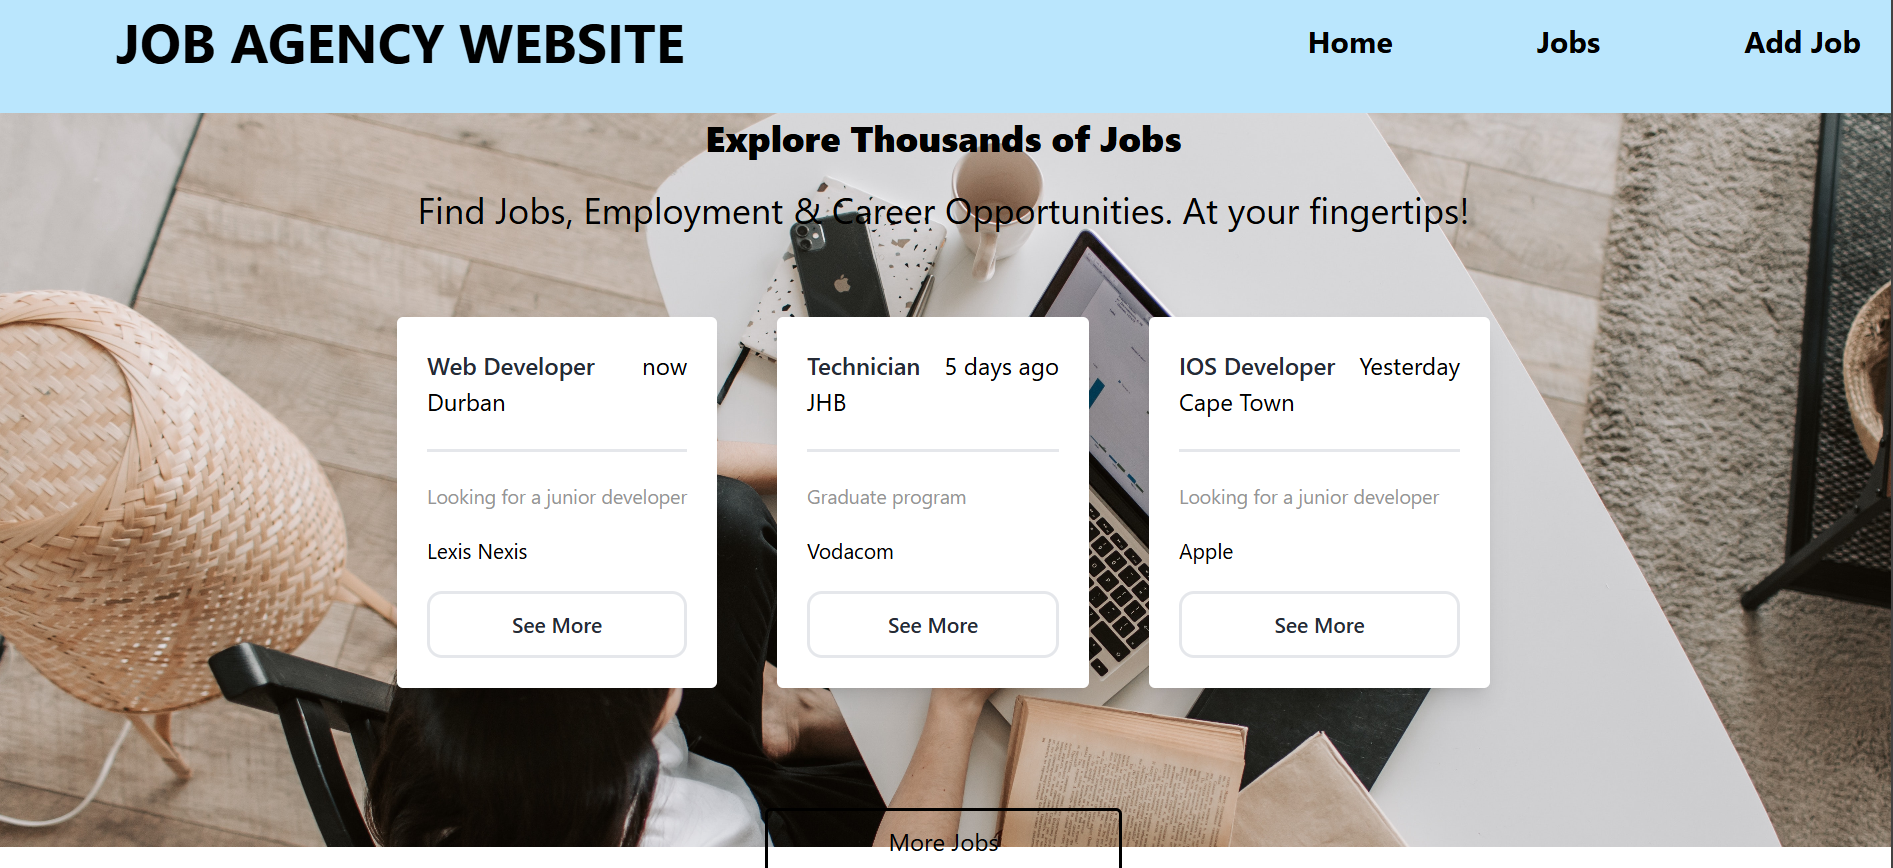 JOB AGENCY WEBSITE
Home
Jobs
Add Job
Explore Thousands of Jobs
Find Jobs, Employment & Career Opportunities. At your fingertips!
Web Developer now
Durban
Looking for a junior developer
Lexis Nexis
See More
Technician 5 days ago
JHB
Graduate program
Vodacom
See More
IOS Developer Yesterday
Cape Town
Looking for a junior developer
Apple
See More
More Jobs